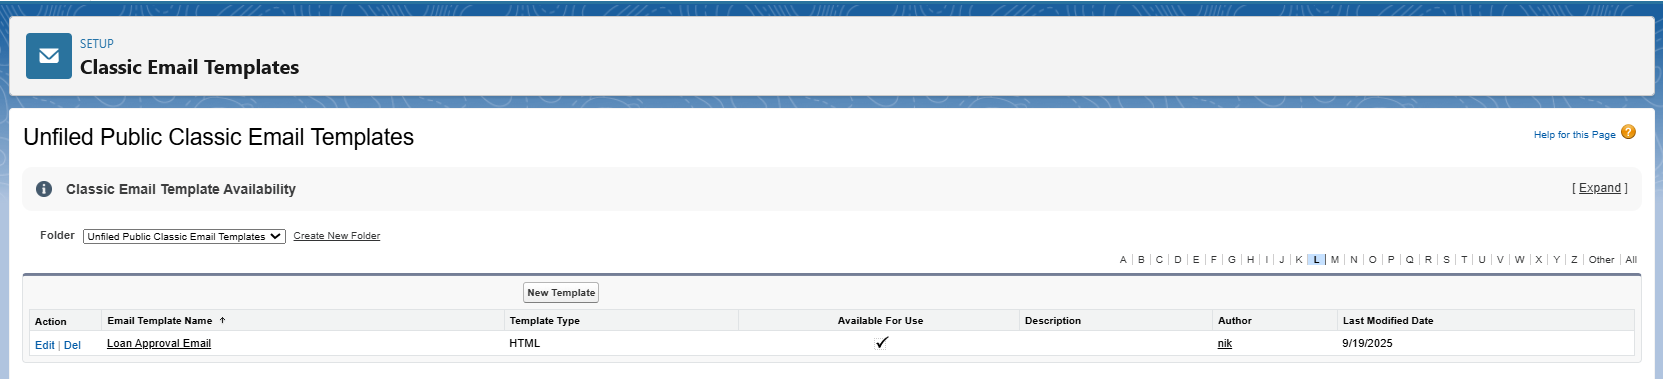 SETUP
Classic Email Templates
Unfiled Public Classic Email Templates
Help for this Page ?
Classic Email Template Availability
[ Expand ]
Folder Unfiled Public Classic Email Templates Create New Folder
A | B | C | D | E | F | G | H | I | J | K | L | M | N | O | P | Q | R | S | T | U | V | W | X | Y | Z | Other | All
New Template
Action Email Template Name ↑ Template Type Available For Use Description Author Last Modified Date
Edit | Del Loan Approval Email HTML ✓ nik 9/19/2025